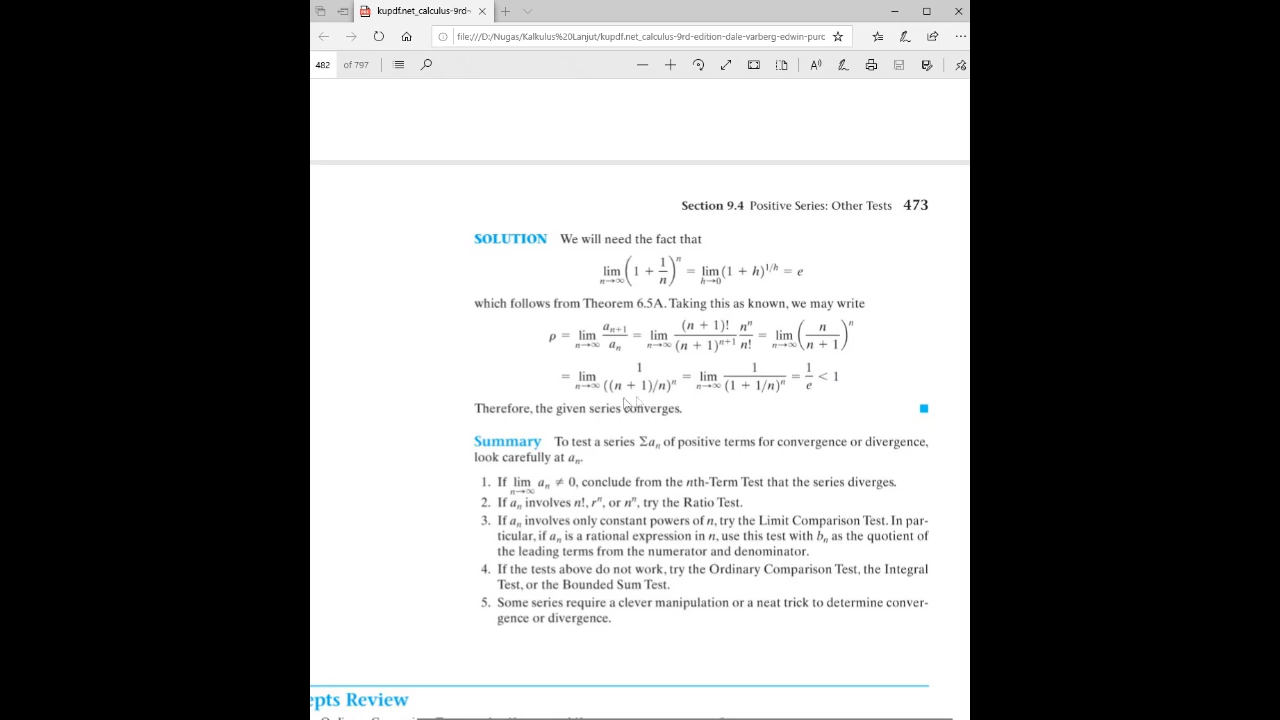 kupdf.net_calculus-9rd-
file:///D:/Nugas/Kalkulus%20Lanjut/kupdf.net_calculus-9rd-edition-dale-varberg-edwin-purc
482 of 797
Section 9.4 Positive Series: Other Tests 473
SOLUTION We will need the fact that
lim n→∞ (1 + 1/n)^n = lim h→0 (1 + h)^1/h = e
which follows from Theorem 6.5A. Taking this as known, we may write
ρ = lim n→∞ a_n+1/a_n = lim n→∞ (n + 1)!/(n + 1)^n+1 n^n/n! = lim n→∞ (n/(n + 1))^n
= lim n→∞ 1/((n + 1)/n)^n = lim n→∞ 1/(1 + 1/n)^n = 1/e < 1
Therefore, the given series converges.
Summary To test a series Σa_n of positive terms for convergence or divergence,
look carefully at a_n.
1. If lim n→∞ a_n ≠ 0, conclude from the nth-Term Test that the series diverges.
2. If a_n involves n!, r^n, or n^n, try the Ratio Test.
3. If a_n involves only constant powers of n, try the Limit Comparison Test. In par-
ticular, if a_n is a rational expression in n, use this test with b_n as the quotient of
the leading terms from the numerator and denominator.
4. If the tests above do not work, try the Ordinary Comparison Test, the Integral
Test, or the Bounded Sum Test.
5. Some series require a clever manipulation or a neat trick to determine conver-
gence or divergence.
epts Review